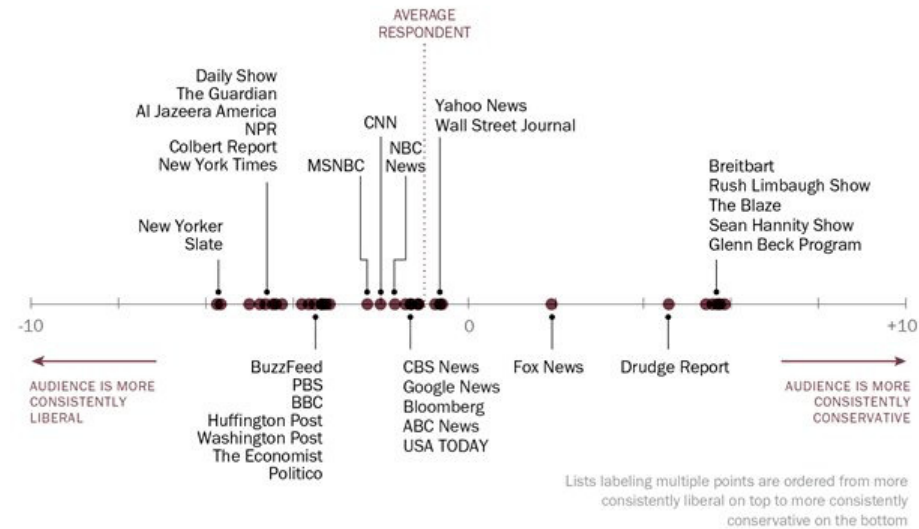 AVERAGE
RESPONDENT
Daily Show
The Guardian
Al Jazeera America
NPR
Colbert Report
New York Times
New Yorker
Slate
MSNBC
CNN
NBC
News
Yahoo News
Wall Street Journal
Breitbart
Rush Limbaugh Show
The Blaze
Sean Hannity Show
Glenn Beck Program
-10
0
+10
AUDIENCE IS MORE
CONSISTENTLY
LIBERAL
BuzzFeed
PBS
BBC
Huffington Post
Washington Post
The Economist
Politico
CBS News
Google News
Bloomberg
ABC News
USA TODAY
Fox News
Drudge Report
AUDIENCE IS MORE
CONSISTENTLY
CONSERVATIVE
Lists labeling multiple points are ordered from more
consistently liberal on top to more consistently
conservative on the bottom